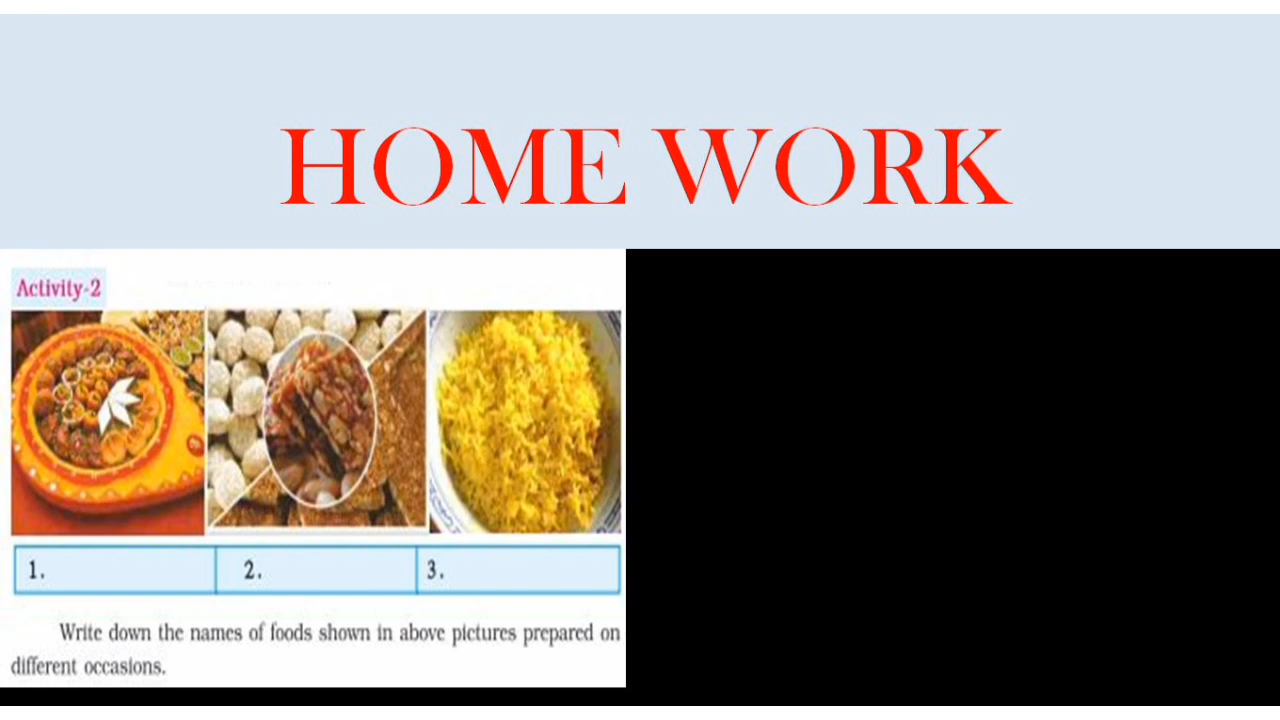 HOME WORK
Activity-2
1.
2.
3.
Write down the names of foods shown in above pictures prepared on
different occasions.